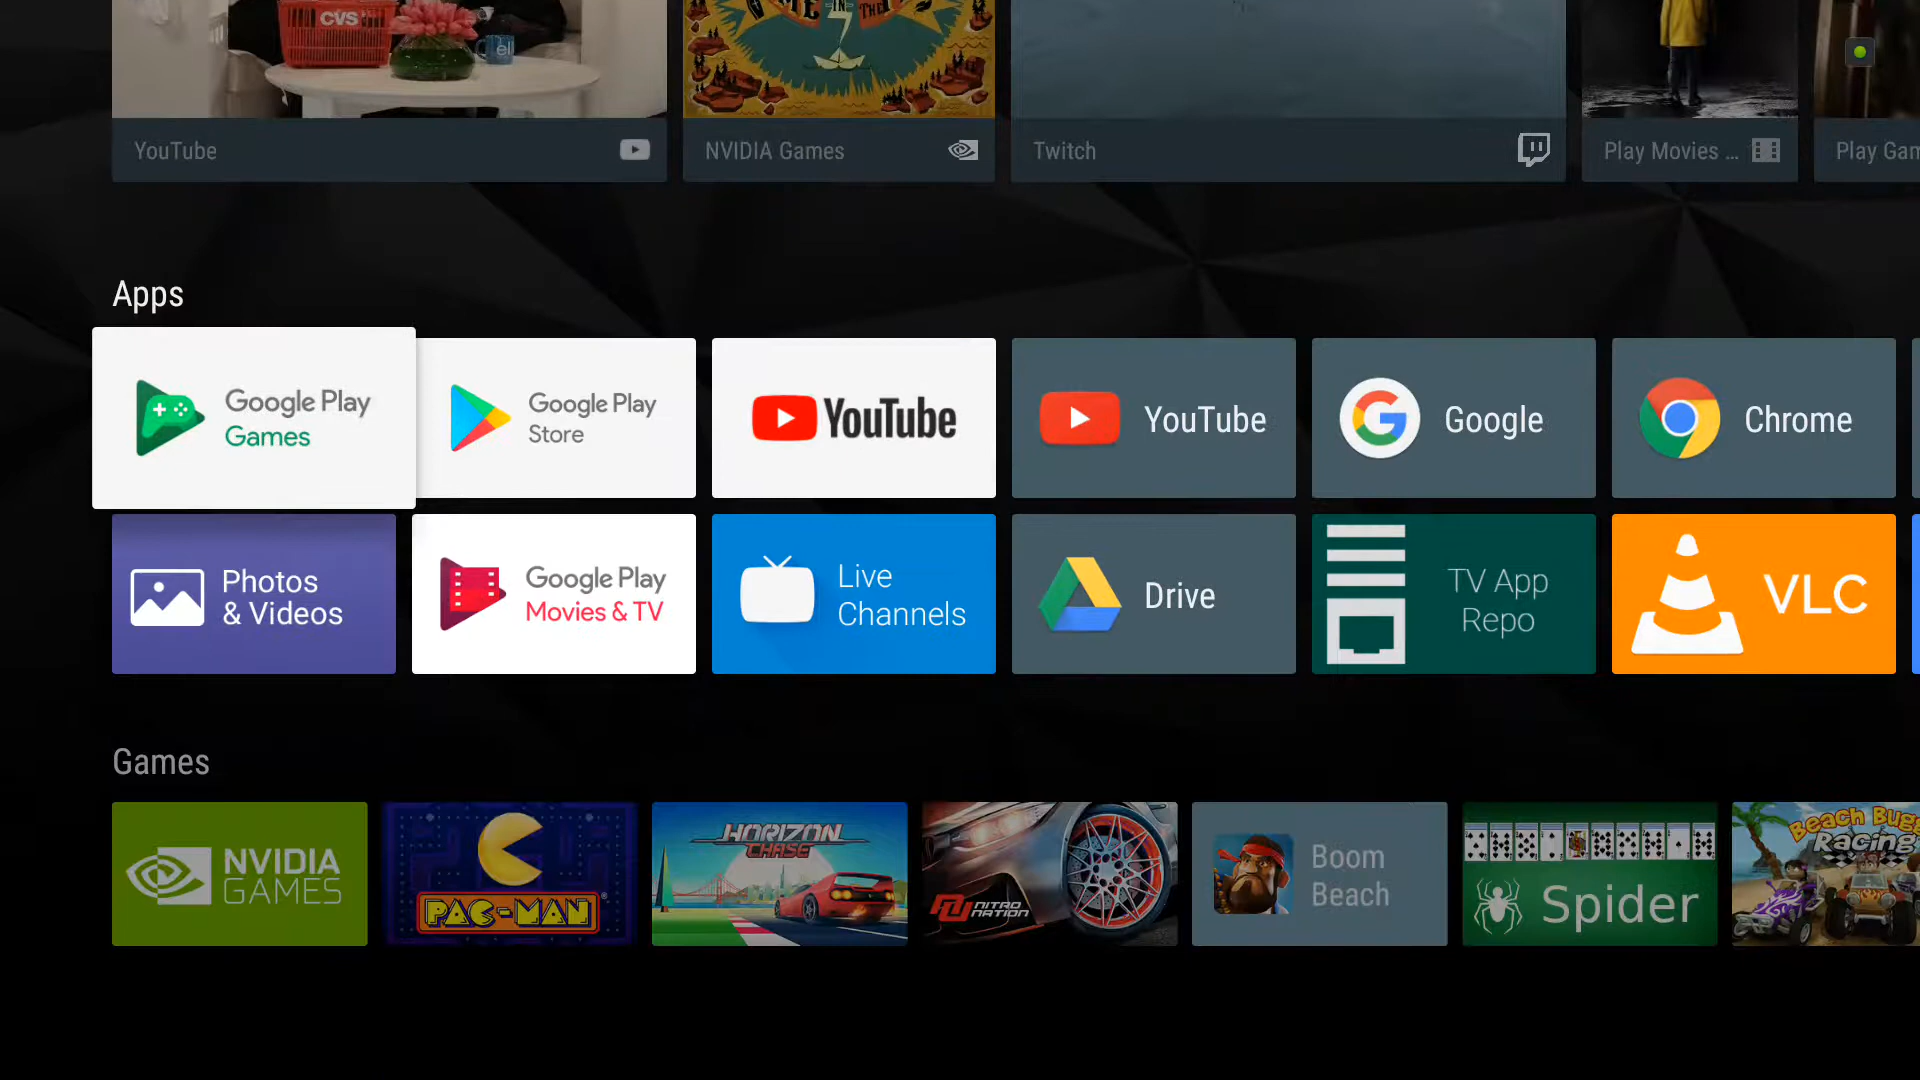 CVS
YouTube
NVIDIA Games
Twitch
Play Movies ...
Play Gam
Apps
Google Play
Games
Google Play
Store
YouTube
YouTube
Google
Chrome
Photos
& Videos
Google Play
Movies & TV
Live
Channels
Drive
TV App
Repo
VLC
Games
NVIDIA
GAMES
PAC-MAN
HORIZON
CHASE
NITRO
NATION
Boom
Beach
Spider
Beach Bugg
Racing